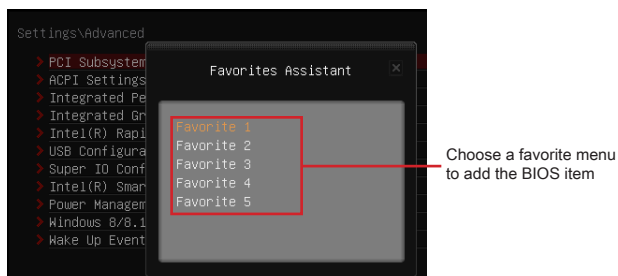 Settings\Advanced
PCI Subsystem
ACPI Settings
Integrated Pe
Integrated Gr
Intel(R) Rapi
USB Configura
Super IO Conf
Intel(R) Smar
Power Managem
Windows 8/8.1
Wake Up Event
Favorites Assistant
Favorite 1
Favorite 2
Favorite 3
Favorite 4
Favorite 5
Choose a favorite menu
to add the BIOS item